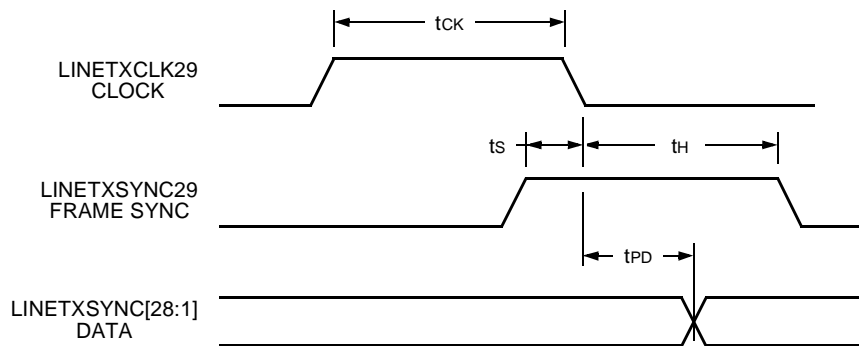 tCK
LINETXCLK29
CLOCK
tS
tH
LINETXSYNC29
FRAME SYNC
tPD
LINETXSYNC[28:1]
DATA